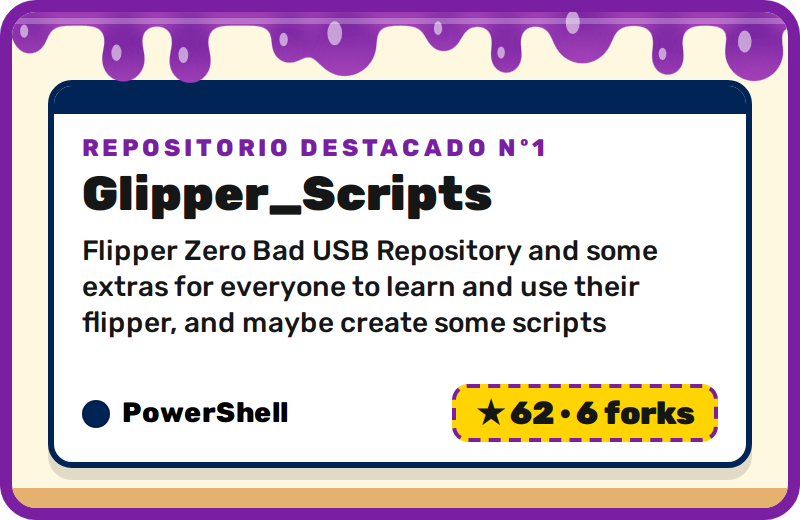 REPOSITORIO DESTACADO N°1
Glipper_Scripts
Flipper Zero Bad USB Repository and some
extras for everyone to learn and use their
flipper, and maybe create some scripts
PowerShell
★ 62 · 6 forks